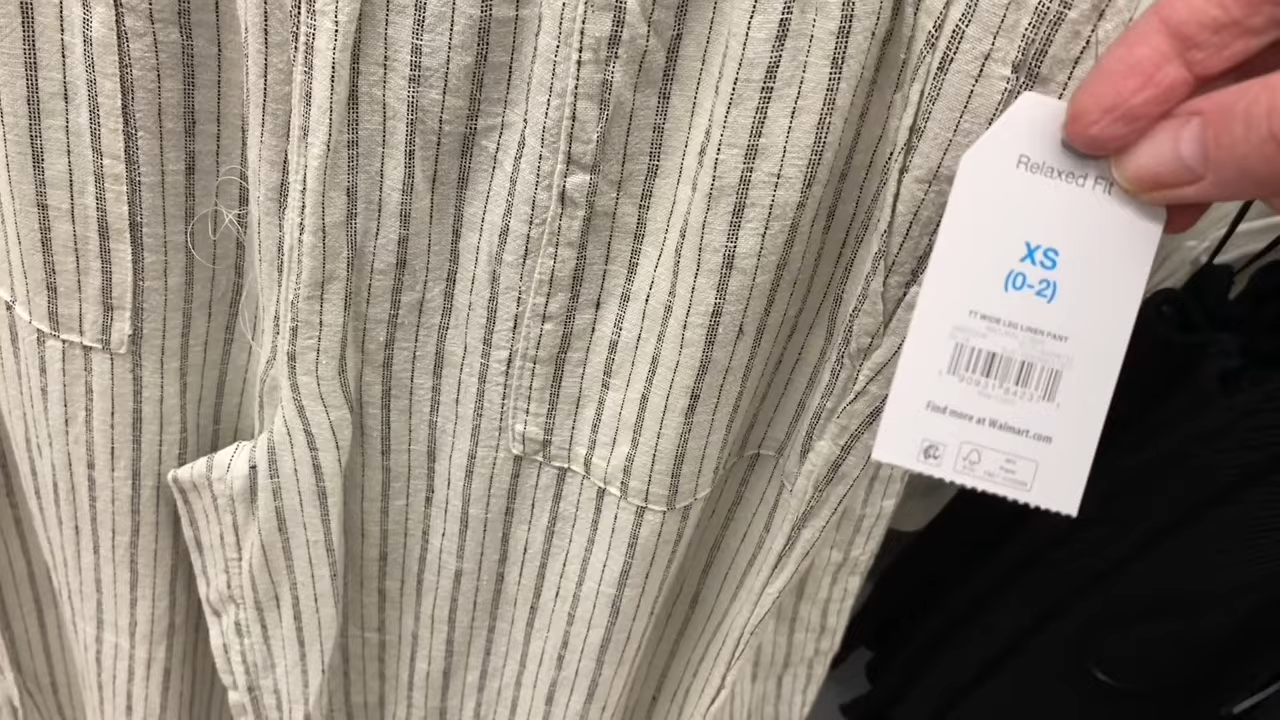 Relaxed Fit
XS
(0-2)
TT WIDE LEG LINEN PANT
Find more at Walmart.com